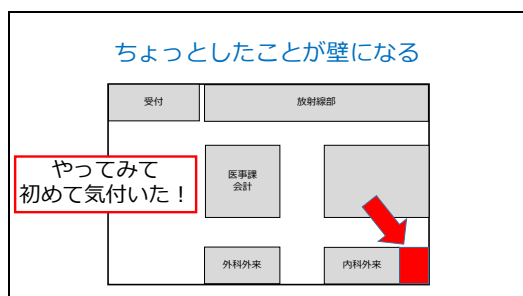 ちょっとしたことが壁になる
受付
放射線部
やってみて
初めて気付いた！
医事課
会計
外科外来
内科外来